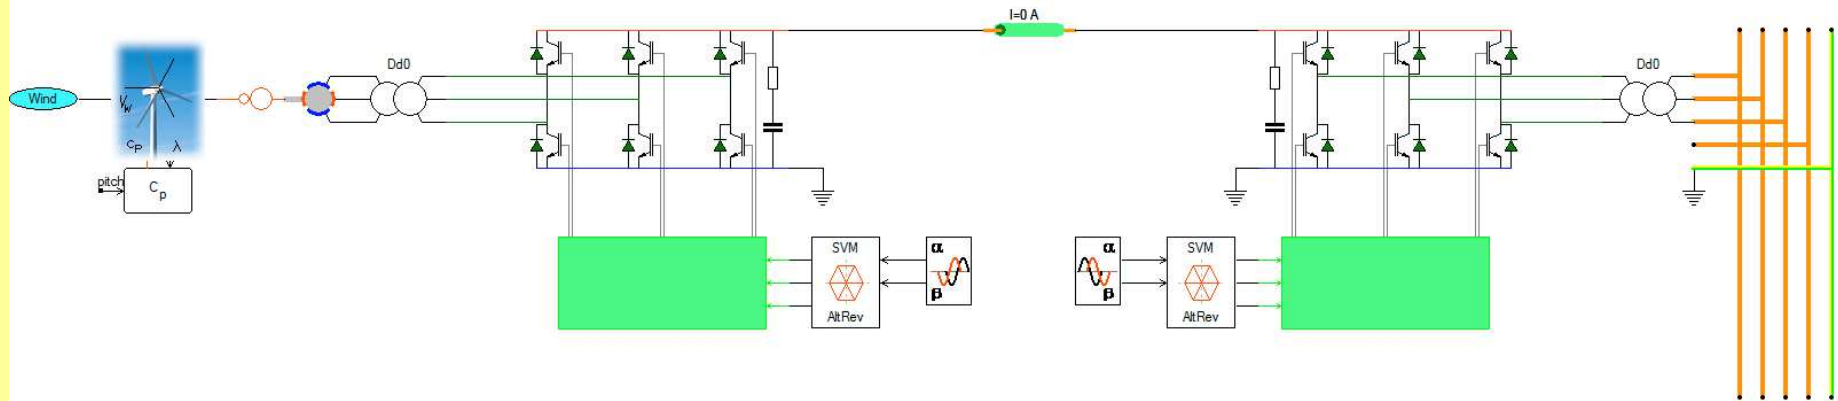 I=0 A
Dd0
Dd0
Wind
Vw
CP λ
pitch
Cp
SVM
α
α
SVM
β
β
AltRev
AltRev